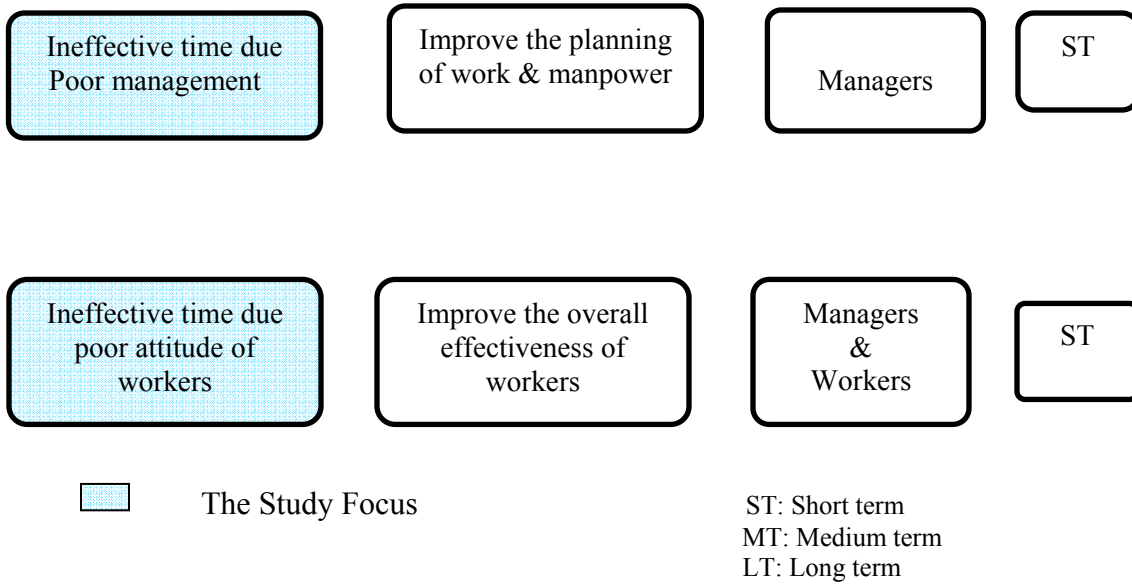 Ineffective time due
Poor management
Improve the planning
of work & manpower
Managers
ST
Ineffective time due
poor attitude of
workers
Improve the overall
effectiveness of
workers
Managers
&
Workers
ST
The Study Focus
ST: Short term
MT: Medium term
LT: Long term